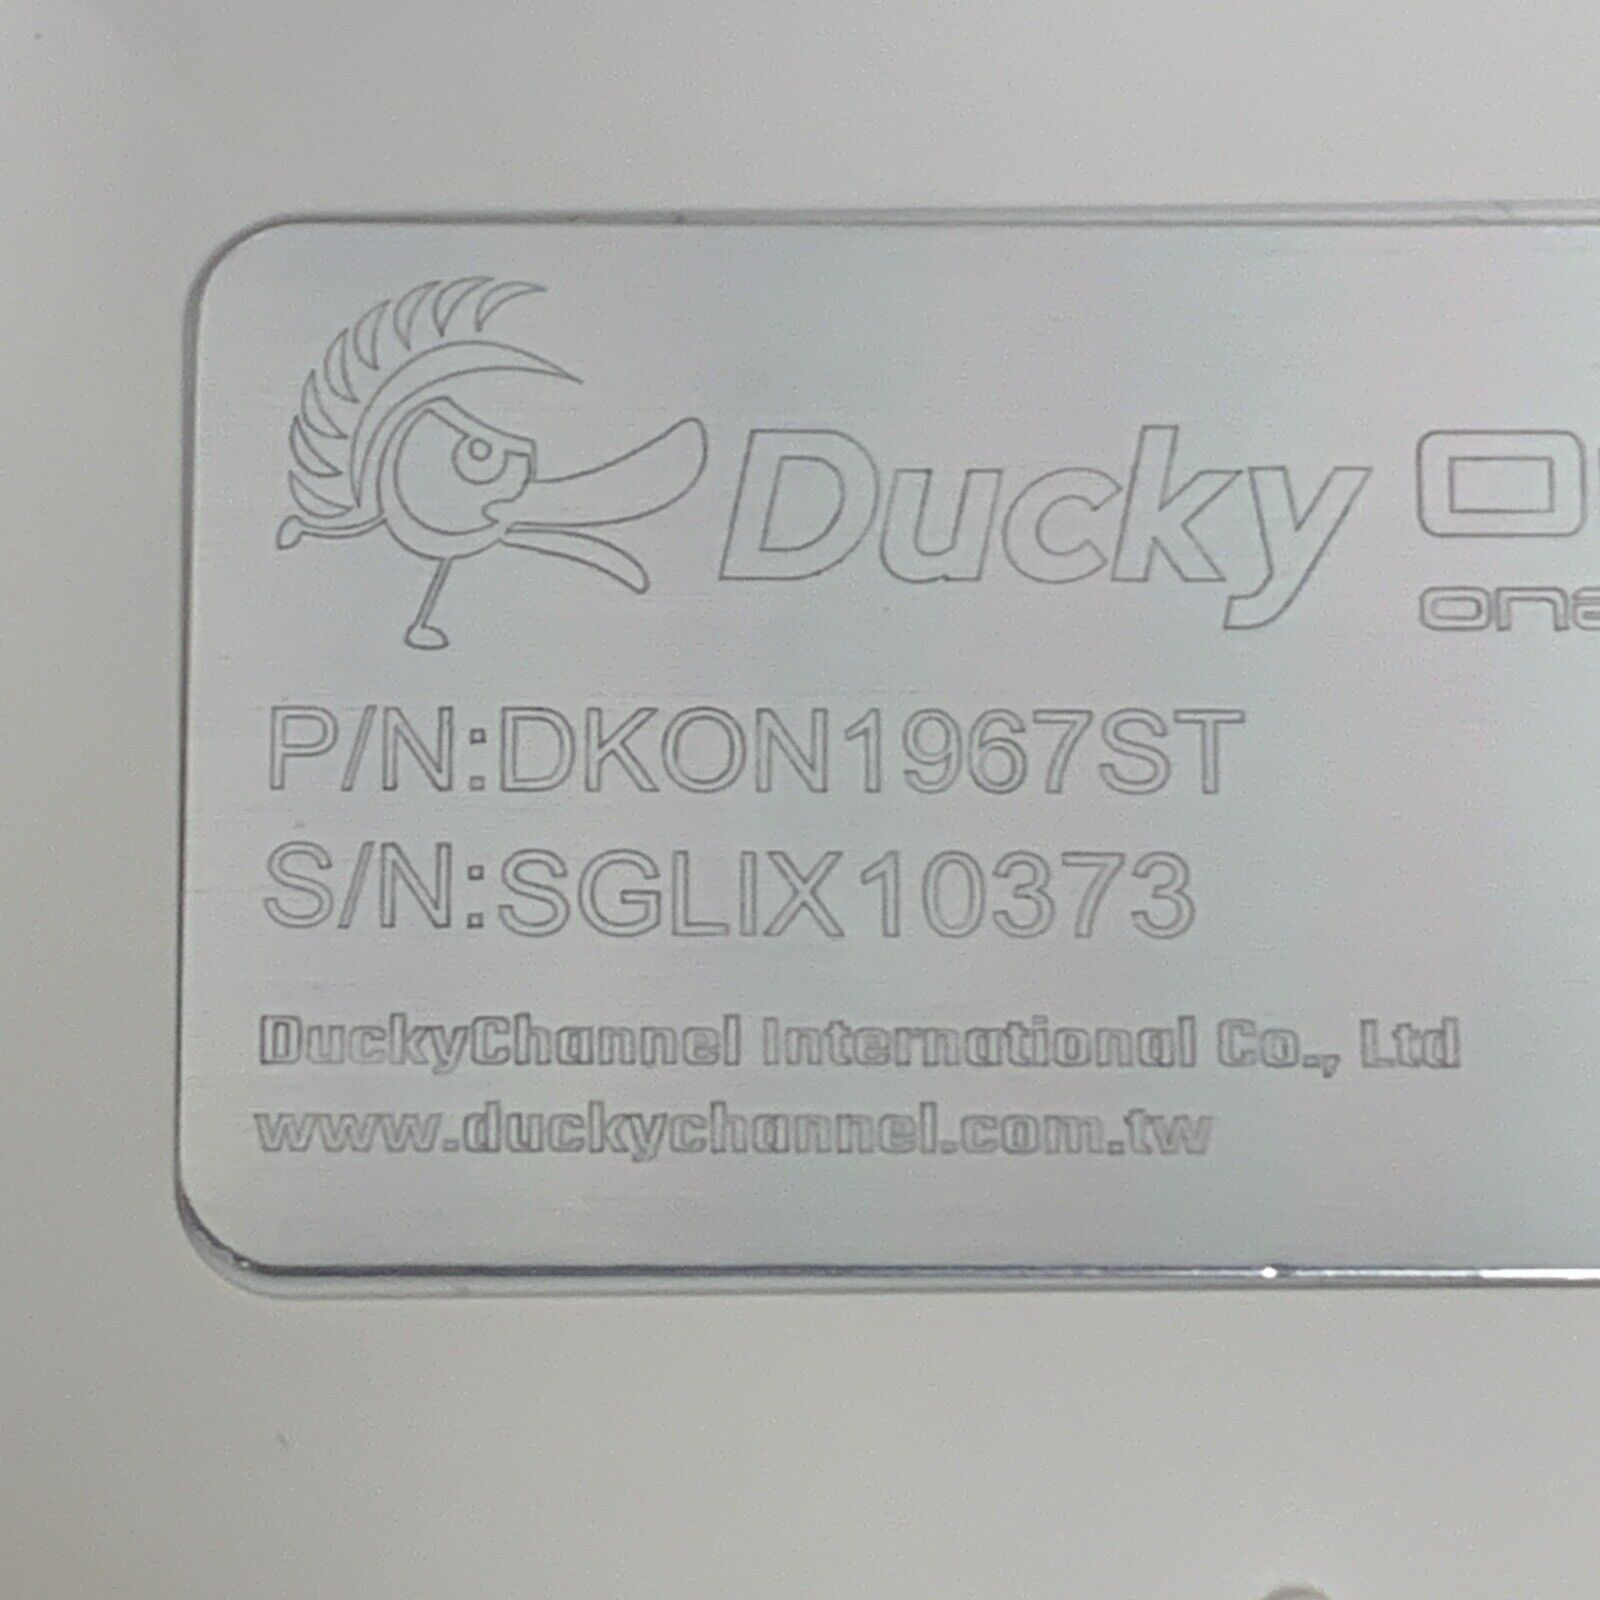 Ducky
P/N:DKON1967ST
S/N:SGLIX10373
DuckyChannel International Co., Ltd
www.duckychannel.com.tw